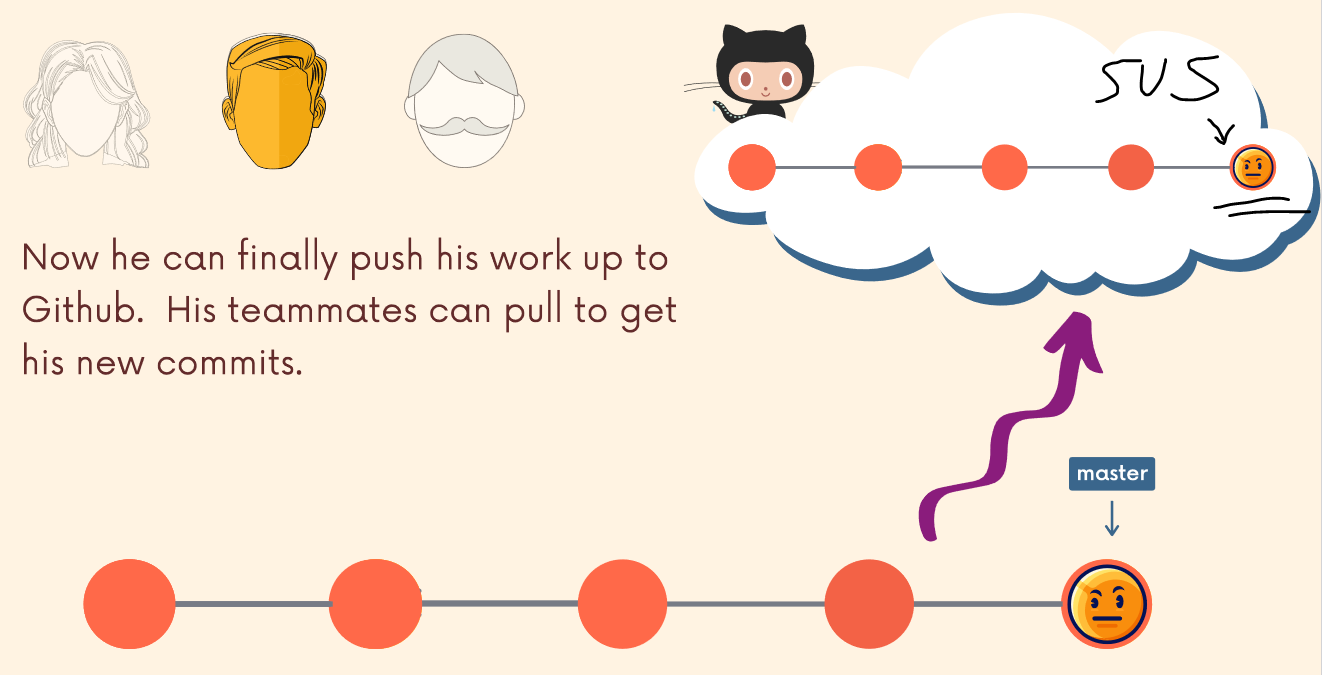 SUS
Now he can finally push his work up to
Github.  His teammates can pull to get
his new commits.
master